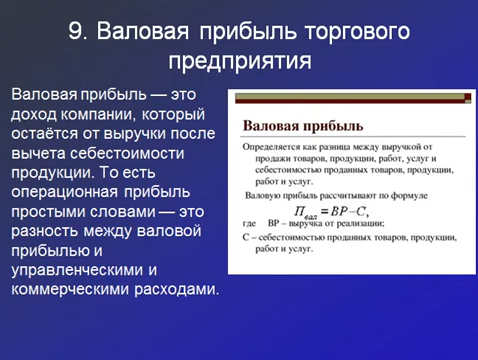 9. Валовая прибыль торгового
предприятия
Валовая прибыль — это
доход компании, который
остаётся от выручки после
вычета себестоимости
продукции. То есть
операционная прибыль
простыми словами — это
разность между валовой
прибылью и
управленческими и
коммерческими расходами.
Валовая прибыль
Определяется как разница между выручкой от
продажи товаров, продукции, работ, услуг и
себестоимостью проданных товаров, продукции,
работ и услуг.
Валовую прибыль рассчитывают по формуле
Пвал = ВР – С,
где ВР – выручка от реализации;
С – себестоимость проданных товаров, продукции,
работ и услуг.